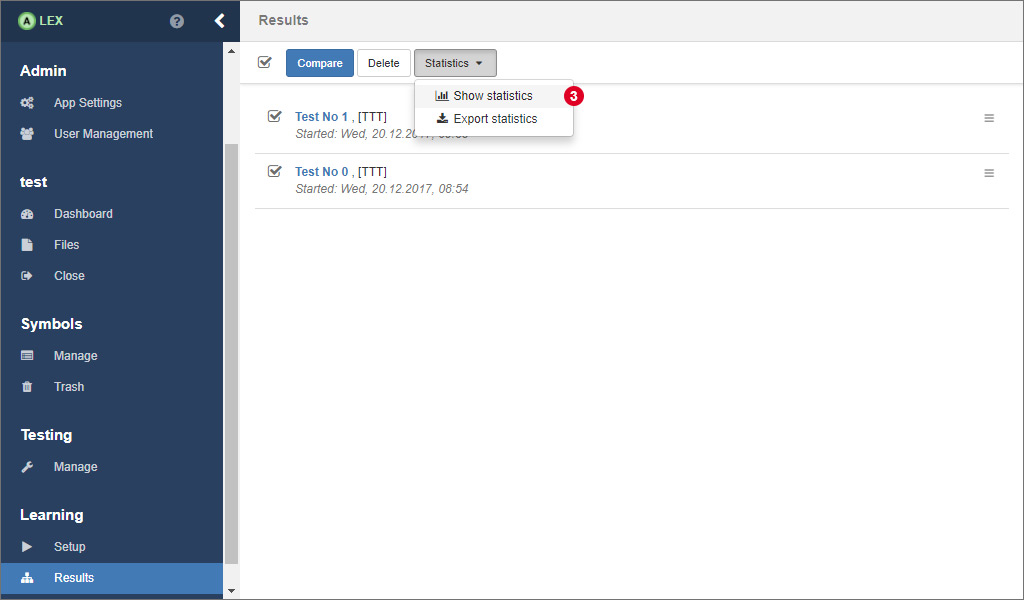 A LEX
?
Admin
App Settings
User Management
test
Dashboard
Files
Close
Symbols
Manage
Trash
Testing
Manage
Learning
Setup
Results
Results
Compare
Delete
Statistics
Show statistics
3
Export statistics
Test No 1 , [TTT]
Started: Wed, 20.12.2017,
Test No 0 , [TTT]
Started: Wed, 20.12.2017, 08:54